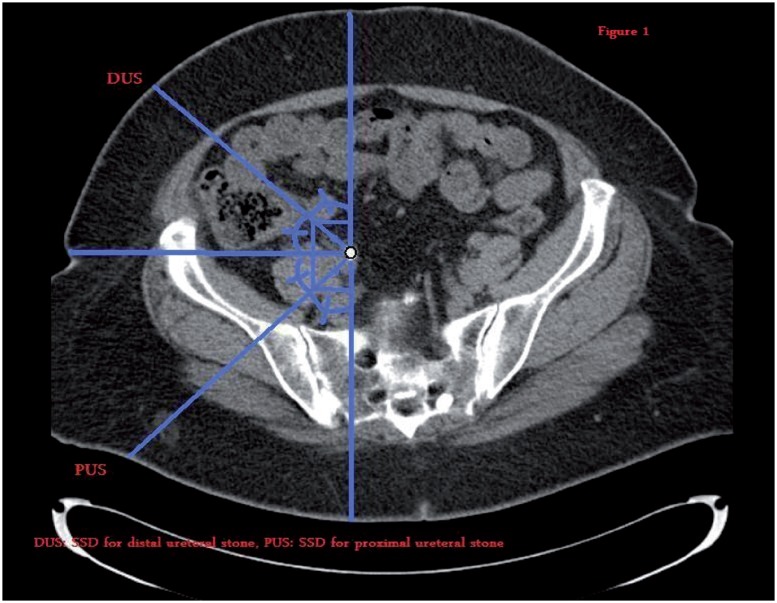 Figure 1
DUS
PUS
DUS: SSD for distal ureteral stone, PUS: SSD for proximal ureteral stone